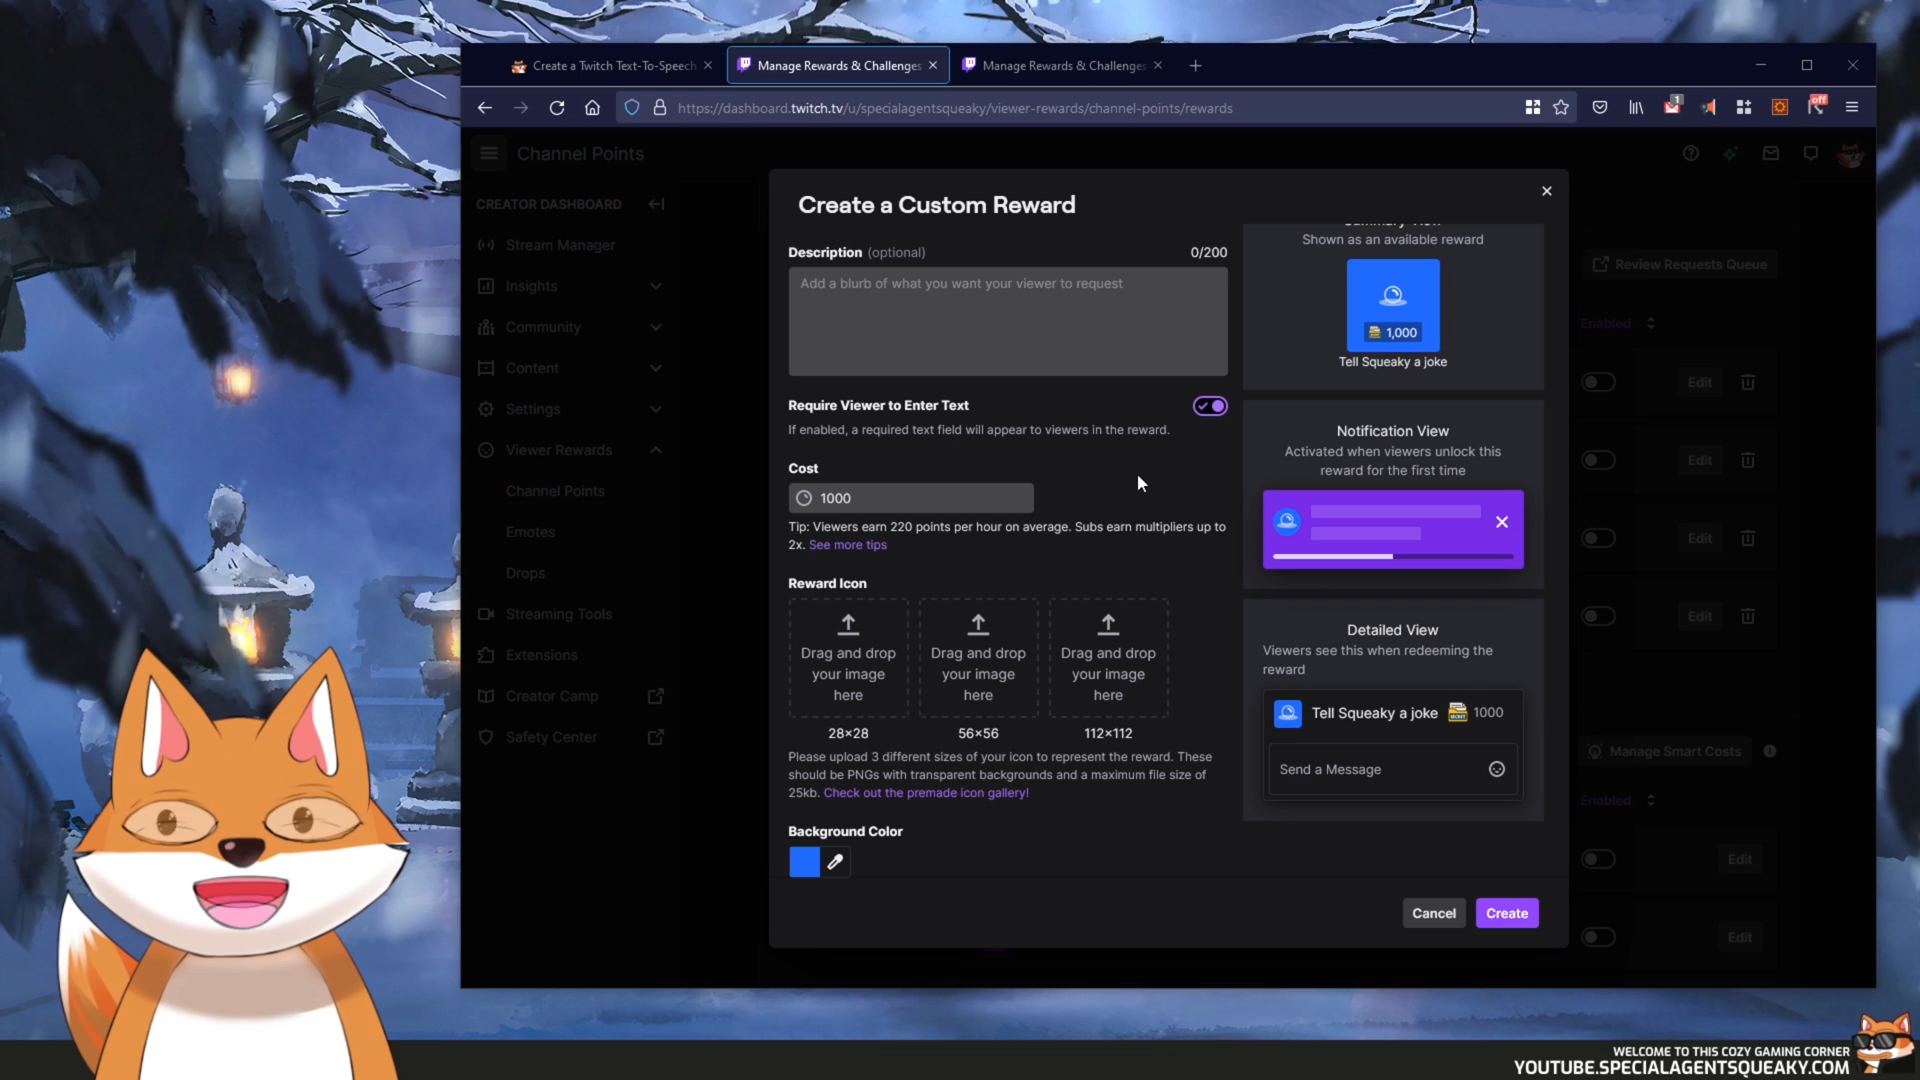 Create a Twitch Text-To-Speech
Manage Rewards & Challenges
Manage Rewards & Challenges
https://dashboard.twitch.tv/u/specialagentsqueaky/viewer-rewards/channel-points/rewards
1
off
Channel Points
CREATOR DASHBOARD
Stream Manager
Insights
Community
Content
Settings
Viewer Rewards
Channel Points
Emotes
Drops
Streaming Tools
Extensions
Creator Camp
Safety Center
Create a Custom Reward
Description (optional)
0/200
Add a blurb of what you want your viewer to request
Require Viewer to Enter Text
If enabled, a required text field will appear to viewers in the reward.
Cost
1000
Tip: Viewers earn 220 points per hour on average. Subs earn multipliers up to
2x. See more tips
Reward Icon
Drag and drop
your image
here
Drag and drop
your image
here
Drag and drop
your image
here
28×28
56×56
112×112
Please upload 3 different sizes of your icon to represent the reward. These
should be PNGs with transparent backgrounds and a maximum file size of
25kb. Check out the premade icon gallery!
Background Color
Shown as an available reward
1,000
Tell Squeaky a joke
Notification View
Activated when viewers unlock this
reward for the first time
Detailed View
Viewers see this when redeeming the
reward
Tell Squeaky a joke
1000
Send a Message
Cancel
Create
Review Requests Queue
Enabled
Edit
Edit
Edit
Edit
Manage Smart Costs
Enabled
Edit
Edit
WELCOME TO THIS COZY GAMING CORNER
YOUTUBE.SPECIALAGENTSQUEAKY.COM